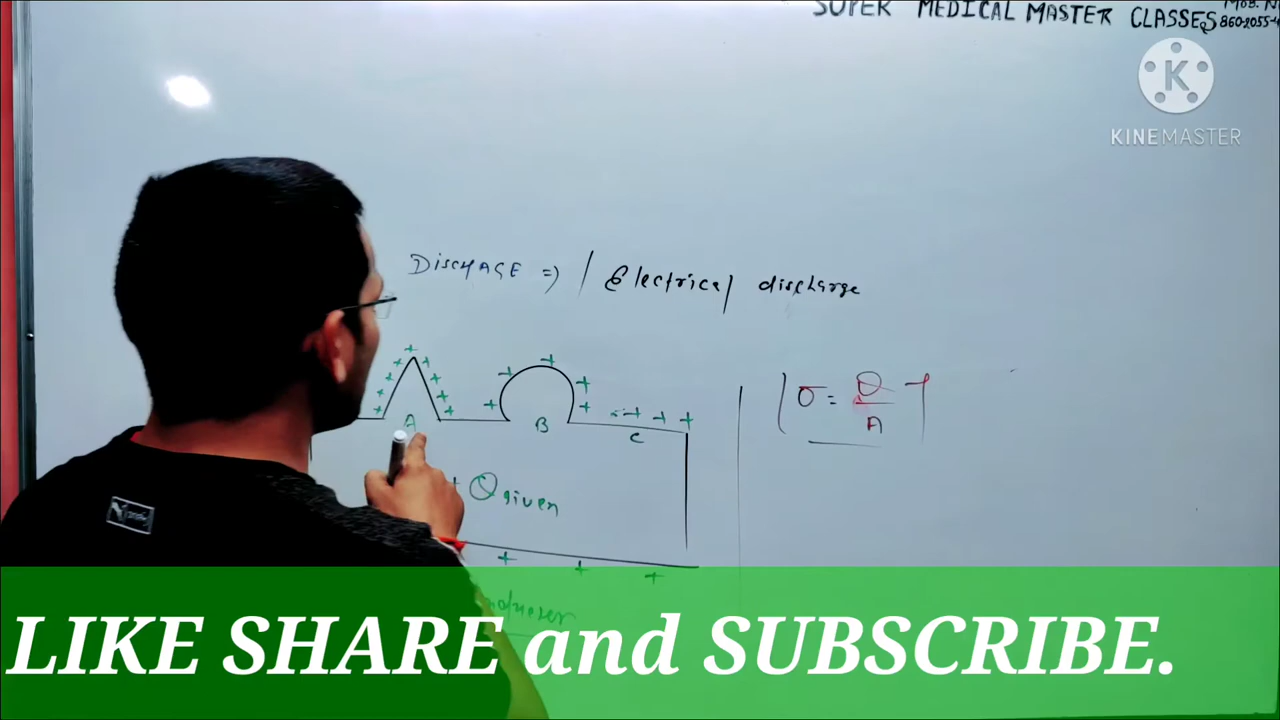 SUPER MEDICAL MASTER CLASSES
KINEMASTER
DISCHAGE => Electrical discharge
A B C
σ = Q/A
Q given
LIKE SHARE and SUBSCRIBE.